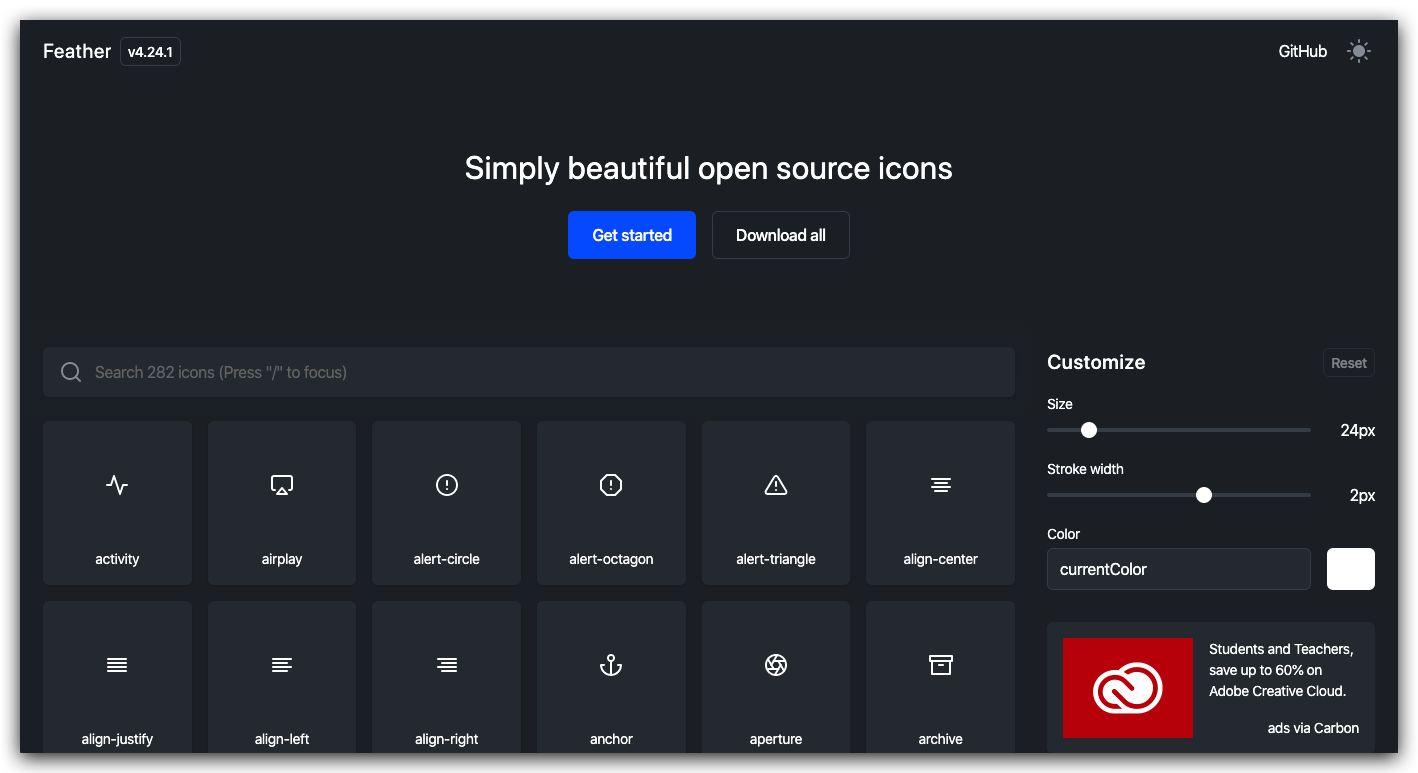 Feather v4.24.1 GitHub
Simply beautiful open source icons
Get started Download all
Search 282 icons (Press "/" to focus)
activity airplay alert-circle alert-octagon alert-triangle align-center
align-justify align-left align-right anchor aperture archive
Customize Reset
Size
24px
Stroke width
2px
Color
currentColor
Students and Teachers,
save up to 60% on
Adobe Creative Cloud.
ads via Carbon